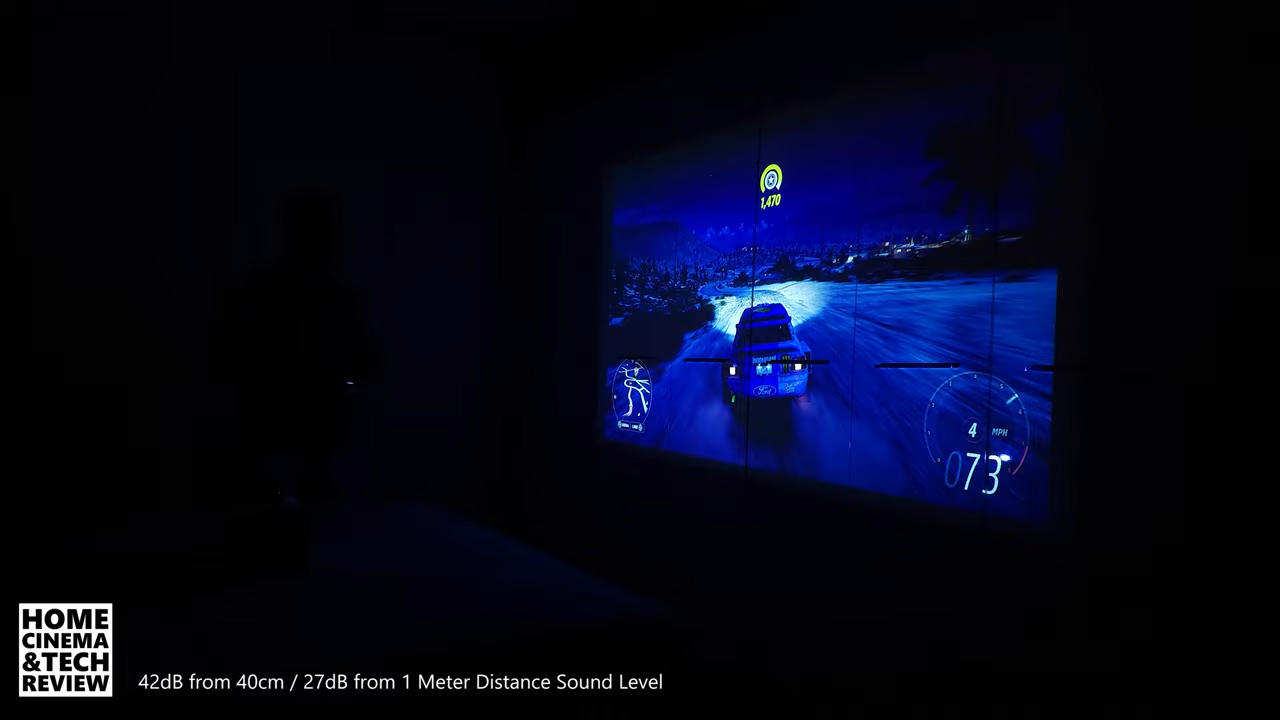 1,470
Ford
4 MPH
073
HOME
CINEMA
&TECH
REVIEW
42dB from 40cm / 27dB from 1 Meter Distance Sound Level